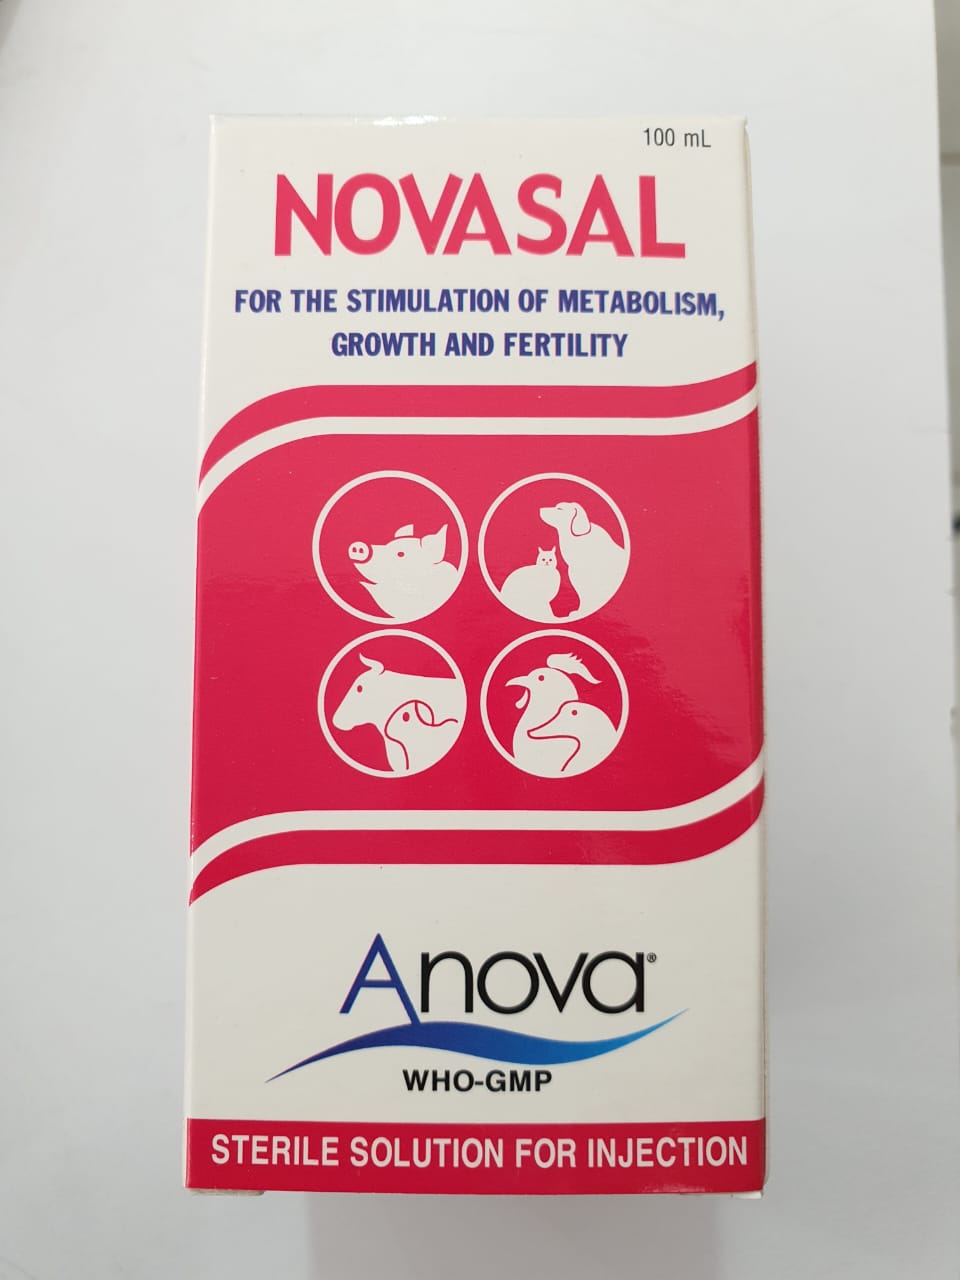 100 mL
NOVASAL
FOR THE STIMULATION OF METABOLISM,
GROWTH AND FERTILITY
Anova®
WHO-GMP
STERILE SOLUTION FOR INJECTION